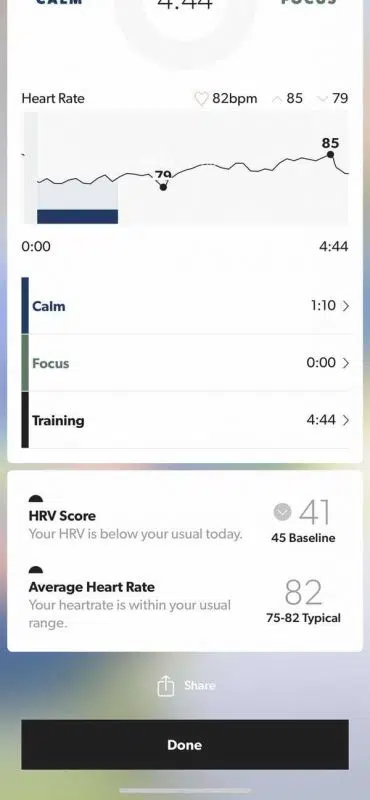 CALM 4:44 FOCUS
Heart Rate 82bpm 85 79
79
85
0:00 4:44
Calm 1:10
Focus 0:00
Training 4:44
HRV Score 41
Your HRV is below your usual today. 45 Baseline
Average Heart Rate 82
Your heartrate is within your usual 75-82 Typical
range.
Share
Done